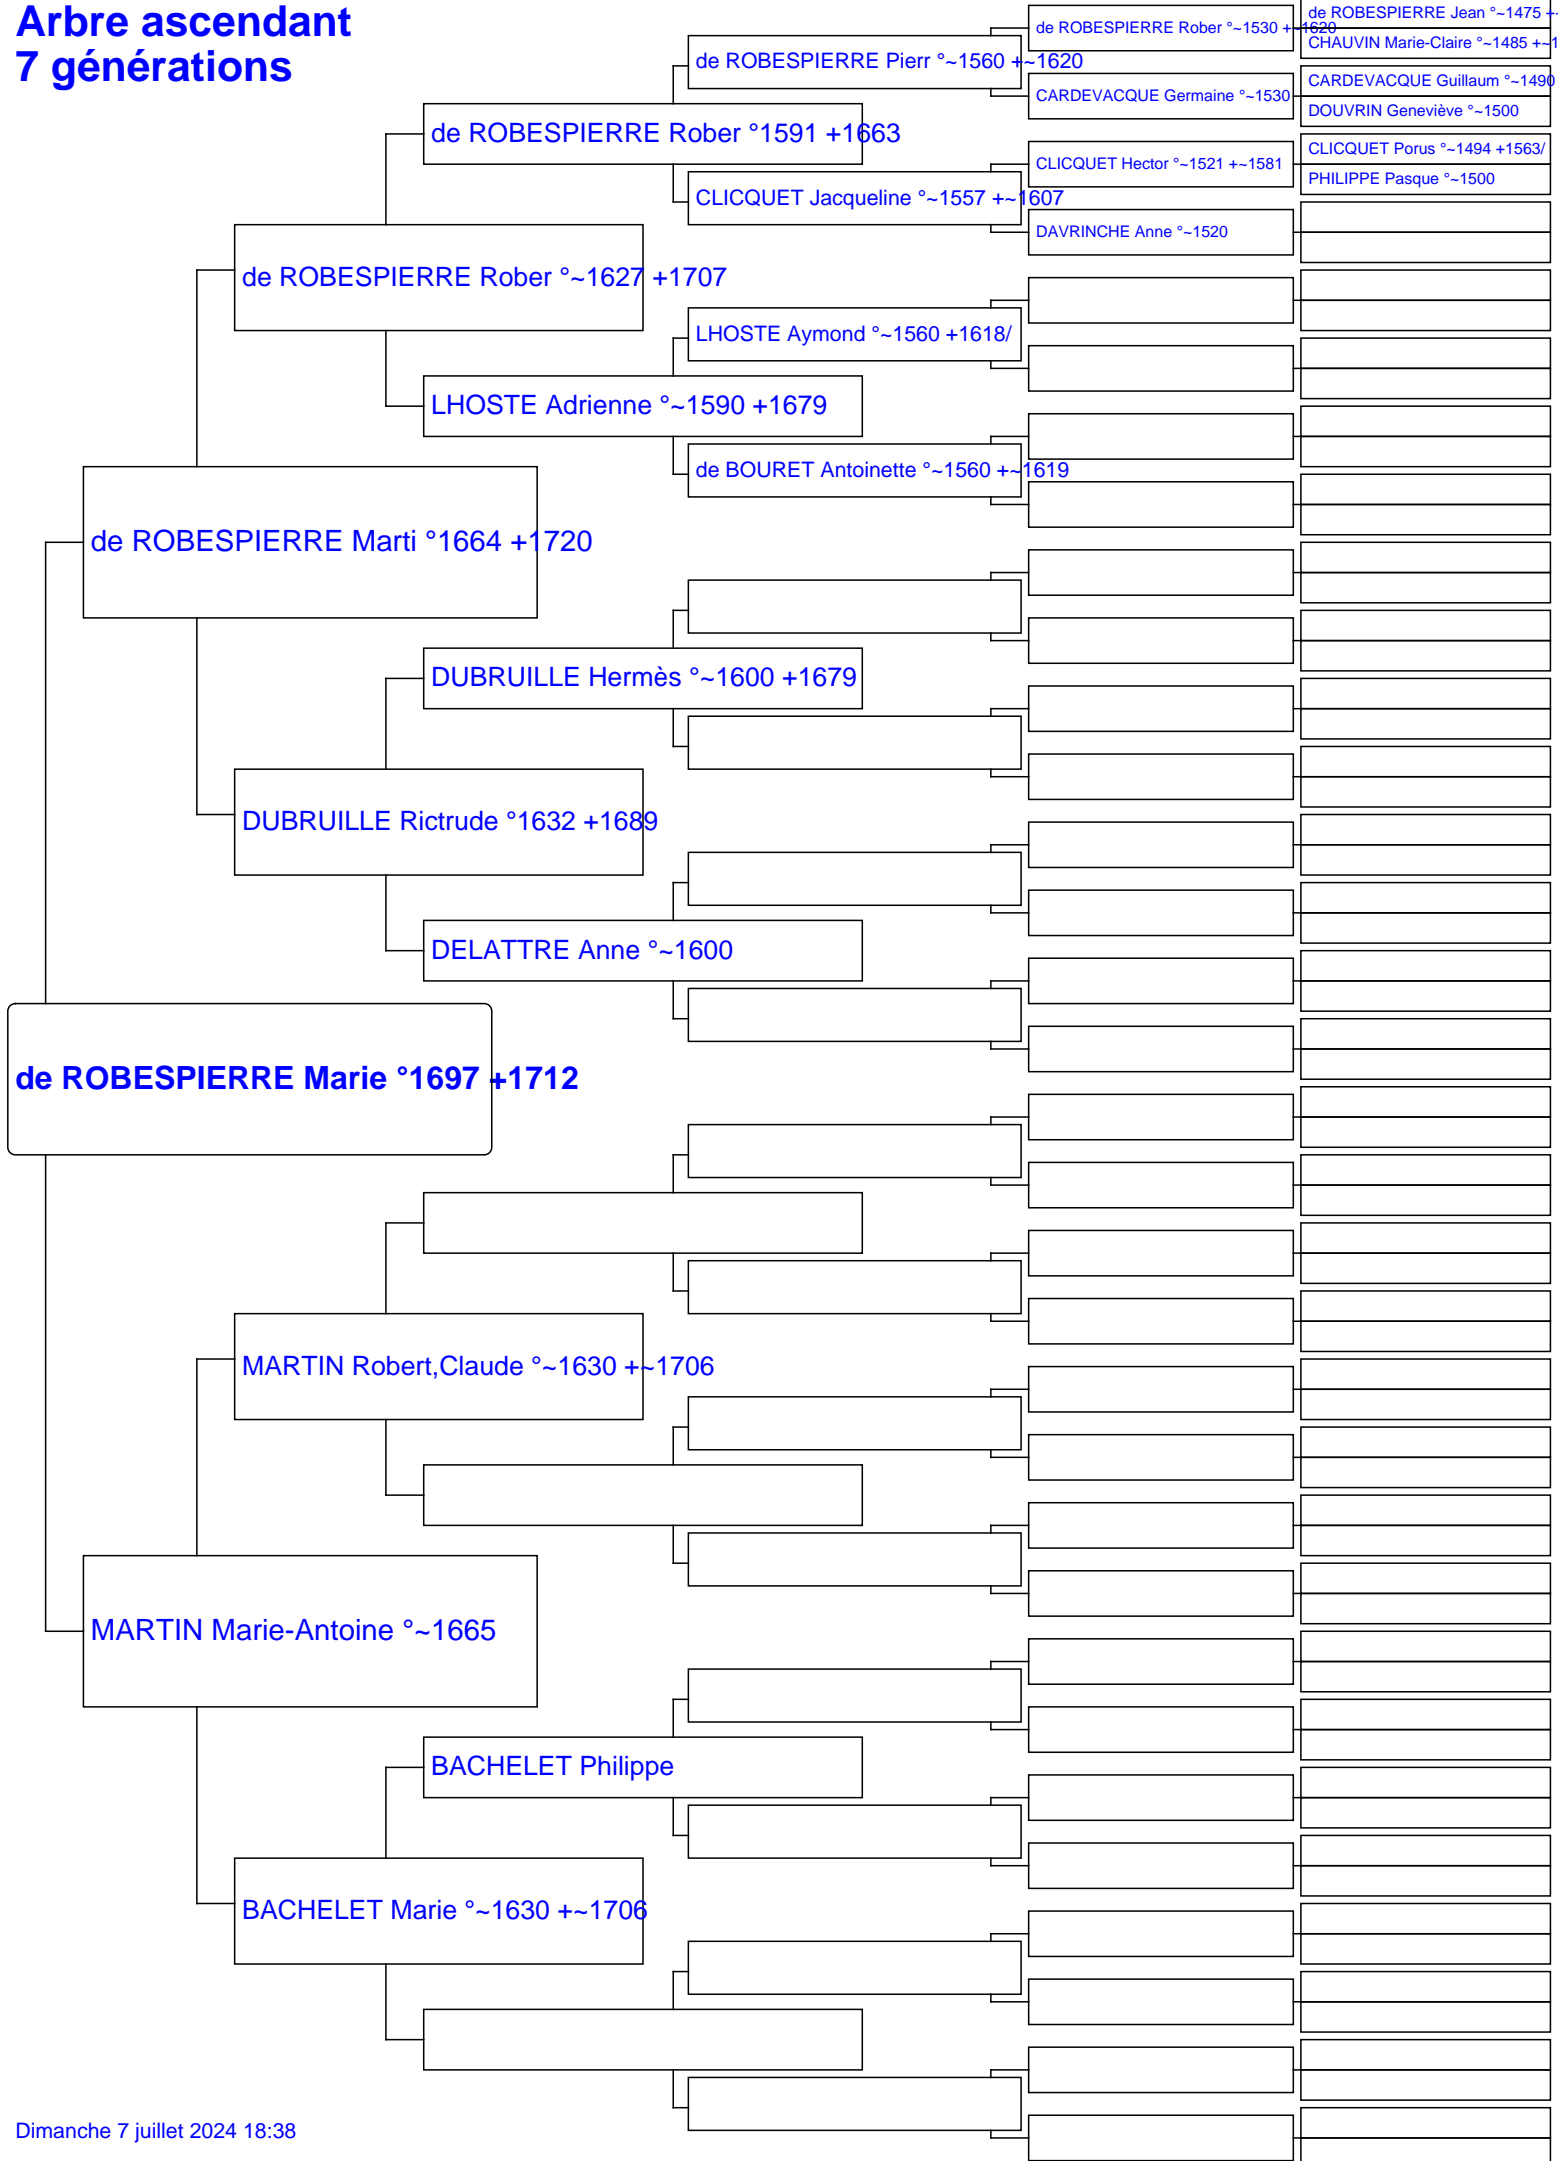 Arbre ascendant
7 générations
de ROBESPIERRE Jean °~1475 +
de ROBESPIERRE Rober °~1530 +~1620
CHAUVIN Marie-Claire °~1485 +~1
de ROBESPIERRE Pierr °~1560 +~1620
CARDEVACQUE Guillaum °~1490
CARDEVACQUE Germaine °~1530
DOUVRIN Geneviève °~1500
de ROBESPIERRE Rober °1591 +1663
CLICQUET Porus °~1494 +1563/
CLICQUET Hector °~1521 +~1581
PHILIPPE Pasque °~1500
CLICQUET Jacqueline °~1557 +~1607
DAVRINCHE Anne °~1520
de ROBESPIERRE Rober °~1627 +1707
LHOSTE Aymond °~1560 +1618/
LHOSTE Adrienne °~1590 +1679
de BOURET Antoinette °~1560 +~1619
de ROBESPIERRE Marti °1664 +1720
DUBRUILLE Hermès °~1600 +1679
DUBRUILLE Rictrude °1632 +1689
DELATTRE Anne °~1600
de ROBESPIERRE Marie °1697 +1712
MARTIN Robert,Claude °~1630 +~1706
MARTIN Marie-Antoine °~1665
BACHELET Philippe
BACHELET Marie °~1630 +~1706
Dimanche 7 juillet 2024 18:38